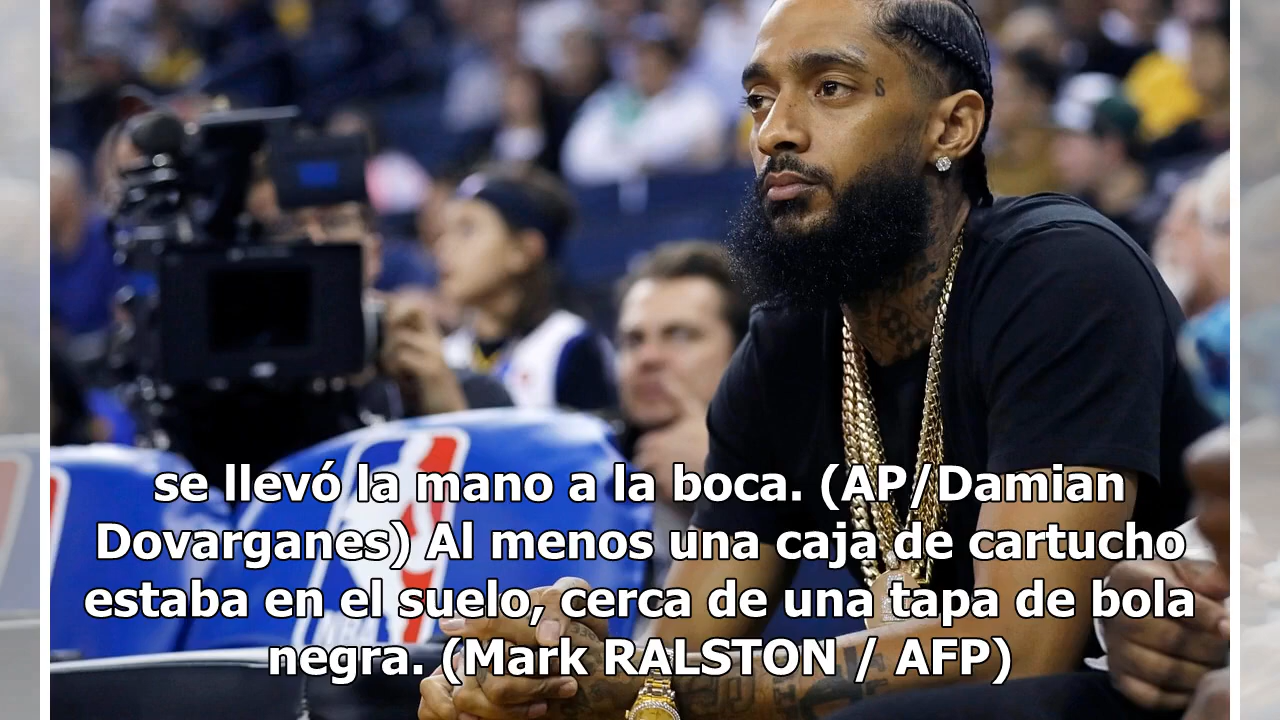 se llevó la mano a la boca. (AP/Damian
Dovarganes) Al menos una caja de cartucho
estaba en el suelo, cerca de una tapa de bola
negra. (Mark RALSTON / AFP)